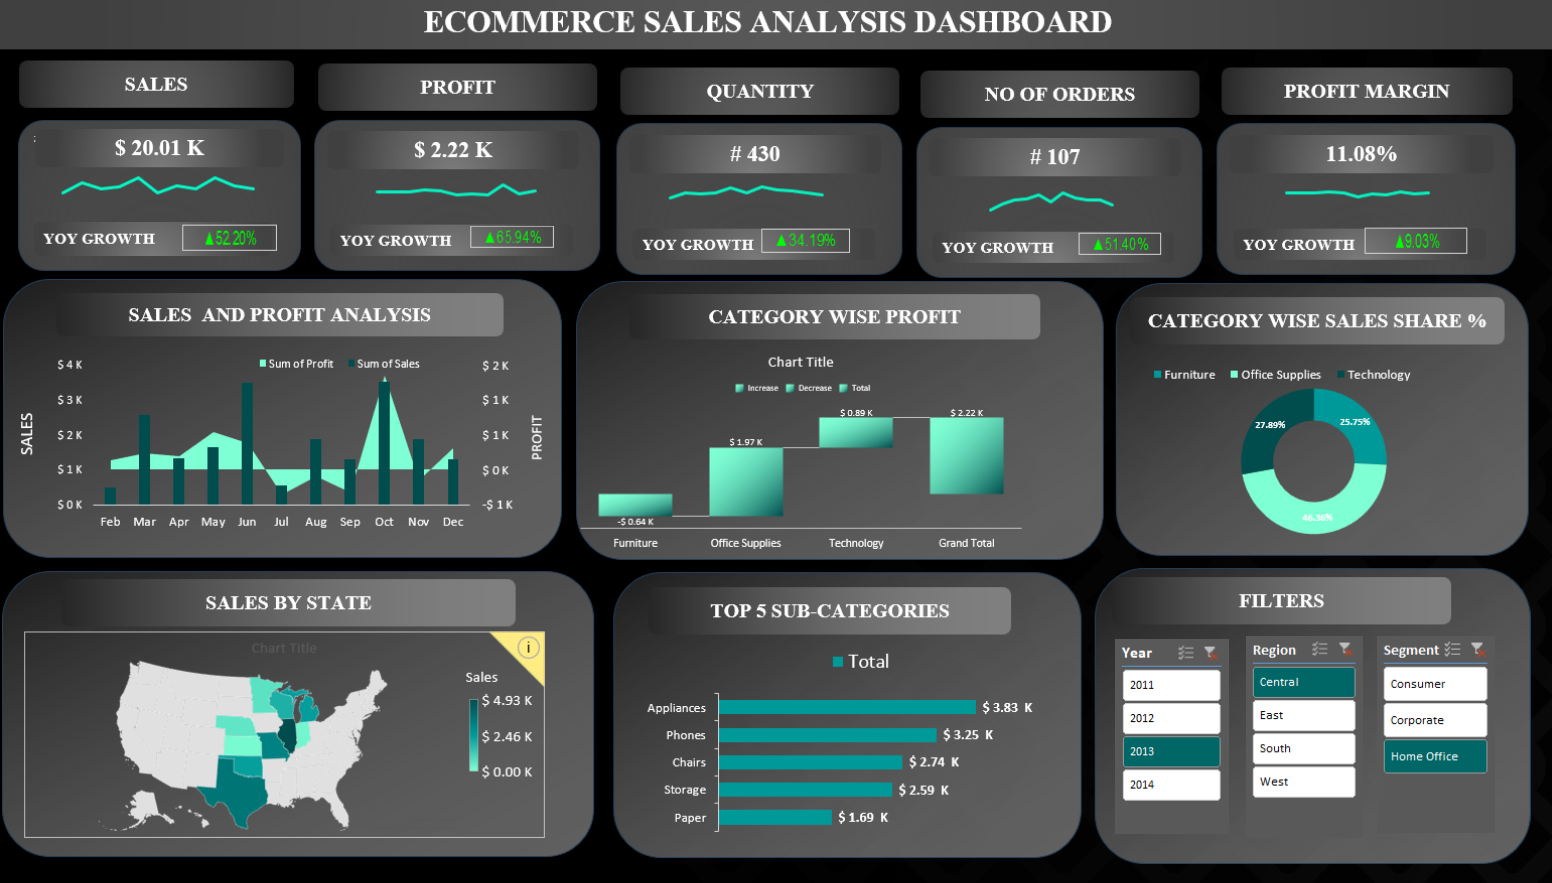 ECOMMERCE SALES ANALYSIS DASHBOARD
SALES
PROFIT
QUANTITY
NO OF ORDERS
PROFIT MARGIN
$ 20.01 K
$ 2.22 K
# 430
# 107
11.08%
YOY GROWTH
▲52.20%
YOY GROWTH
▲65.94%
YOY GROWTH
▲34.19%
YOY GROWTH
▲51.40%
YOY GROWTH
▲9.03%
SALES AND PROFIT ANALYSIS
Sum of Profit
Sum of Sales
SALES
$ 4 K
$ 3 K
$ 2 K
$ 1 K
$ 0 K
$ 2 K
$ 1 K
$ 1 K
$ 0 K
-$ 1 K
PROFIT
Feb Mar Apr May Jun Jul Aug Sep Oct Nov Dec
CATEGORY WISE PROFIT
Chart Title
Increase Decrease Total
-$ 0.64 K
$ 1.97 K
$ 0.89 K
$ 2.22 K
Furniture Office Supplies Technology Grand Total
CATEGORY WISE SALES SHARE %
Furniture Office Supplies Technology
27.89%
25.75%
46.36%
SALES BY STATE
Chart Title
i
Sales
$ 4.93 K
$ 2.46 K
$ 0.00 K
TOP 5 SUB-CATEGORIES
Total
Appliances $ 3.83 K
Phones $ 3.25 K
Chairs $ 2.74 K
Storage $ 2.59 K
Paper $ 1.69 K
FILTERS
Year
2011
2012
2013
2014
Region
Central
East
South
West
Segment
Consumer
Corporate
Home Office